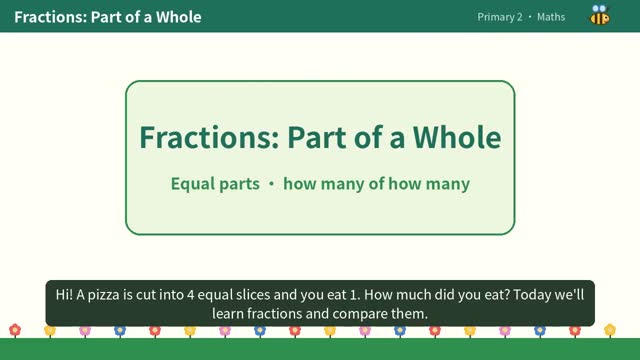 Fractions: Part of a Whole
Primary 2 • Maths
Fractions: Part of a Whole
Equal parts • how many of how many
Hi! A pizza is cut into 4 equal slices and you eat 1. How much did you eat? Today we'll
learn fractions and compare them.